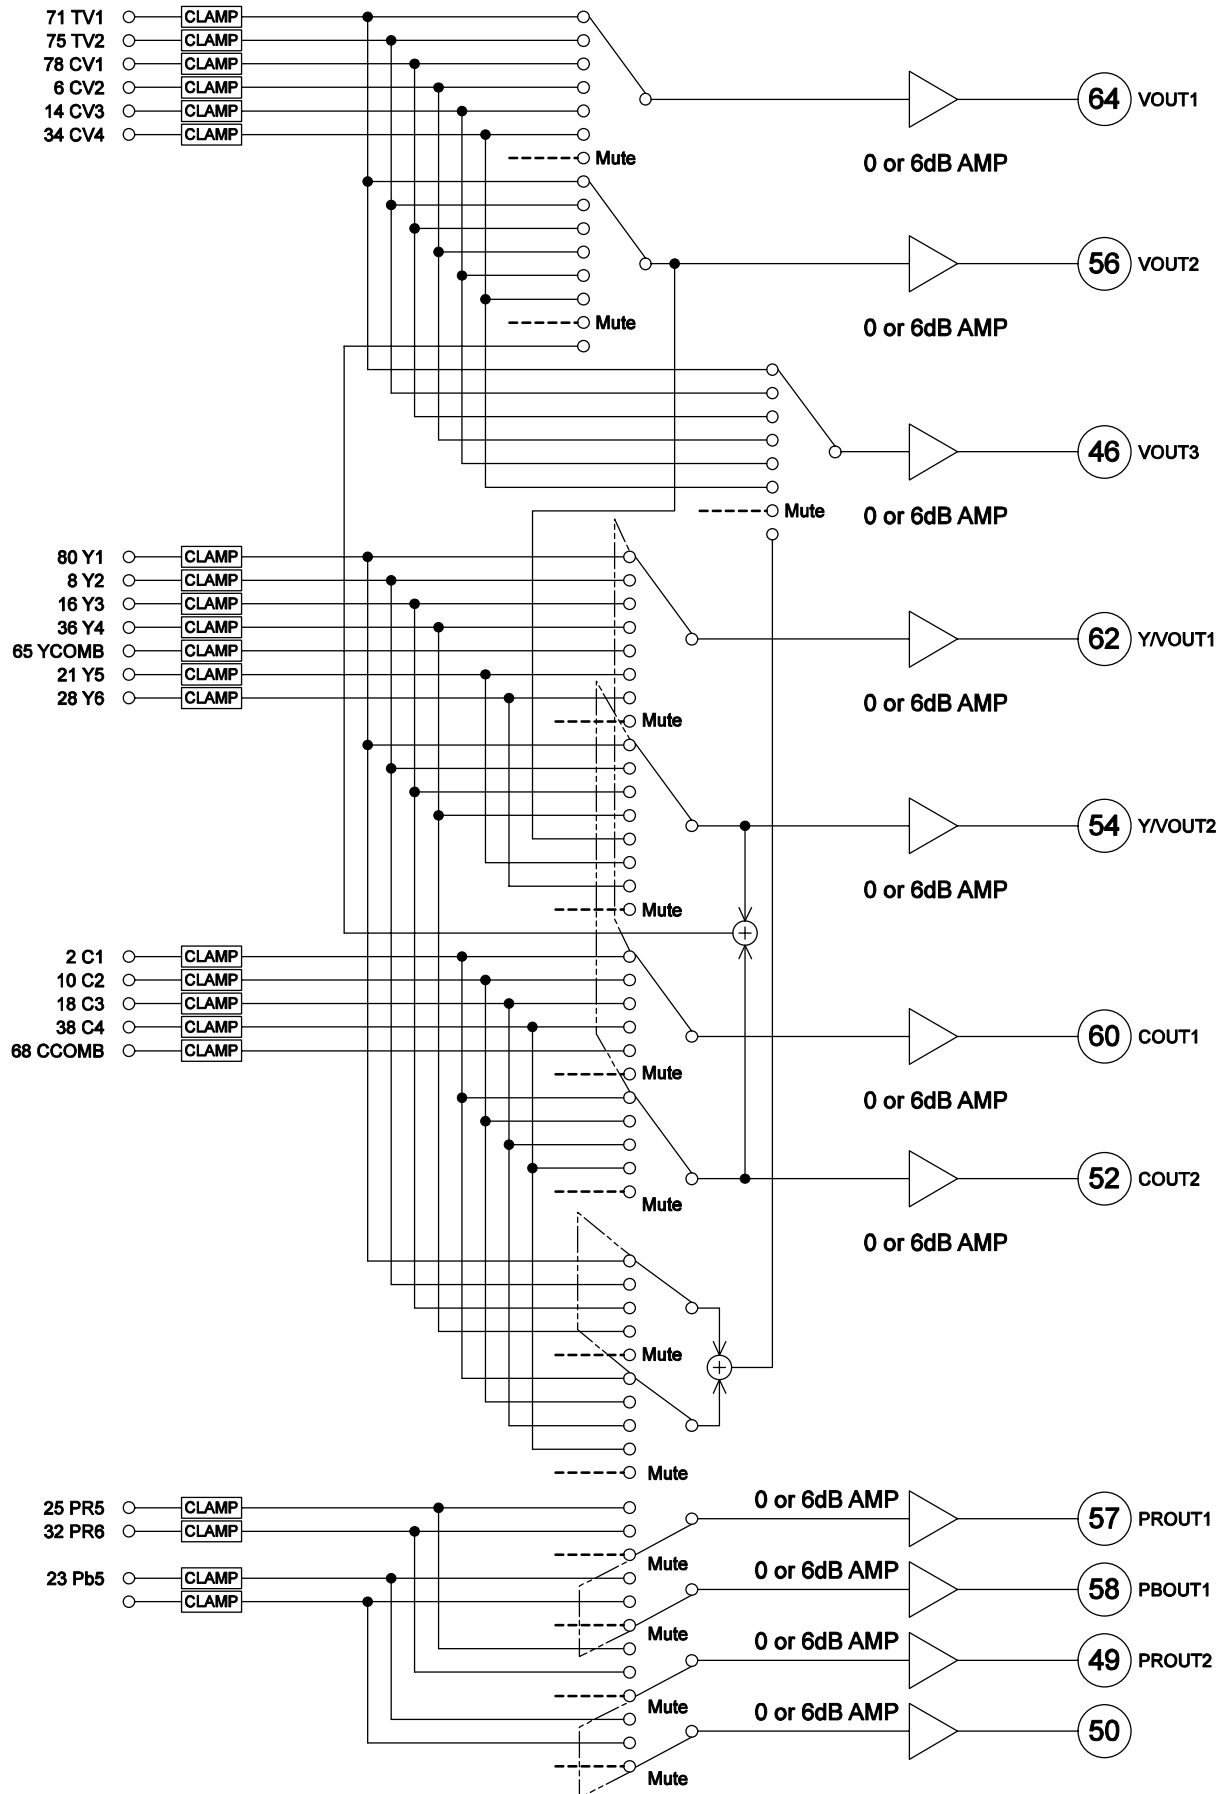 71 TV1 CLAMP
75 TV2 CLAMP
78 CV1 CLAMP
6 CV2 CLAMP
64 VOUT1
14 CV3 CLAMP
34 CV4 CLAMP
Mute
0 or 6dB AMP
56 VOUT2
Mute
0 or 6dB AMP
46 VOUT3
Mute
0 or 6dB AMP
80 Y1 CLAMP
8 Y2 CLAMP
16 Y3 CLAMP
36 Y4 CLAMP
62 Y/VOUT1
65 YCOMB CLAMP
21 Y5 CLAMP
28 Y6 CLAMP
0 or 6dB AMP
Mute
54 Y/VOUT2
0 or 6dB AMP
Mute
+
2 C1 CLAMP
10 C2 CLAMP
18 C3 CLAMP
38 C4 CLAMP
60 COUT1
68 CCOMB CLAMP
Mute
0 or 6dB AMP
52 COUT2
Mute
0 or 6dB AMP
Mute
+
Mute
25 PR5 CLAMP
0 or 6dB AMP
57 PROUT1
32 PR6 CLAMP
Mute
0 or 6dB AMP
23 Pb5 CLAMP
58 PBOUT1
CLAMP
Mute
0 or 6dB AMP
49 PROUT2
Mute
0 or 6dB AMP
50
Mute